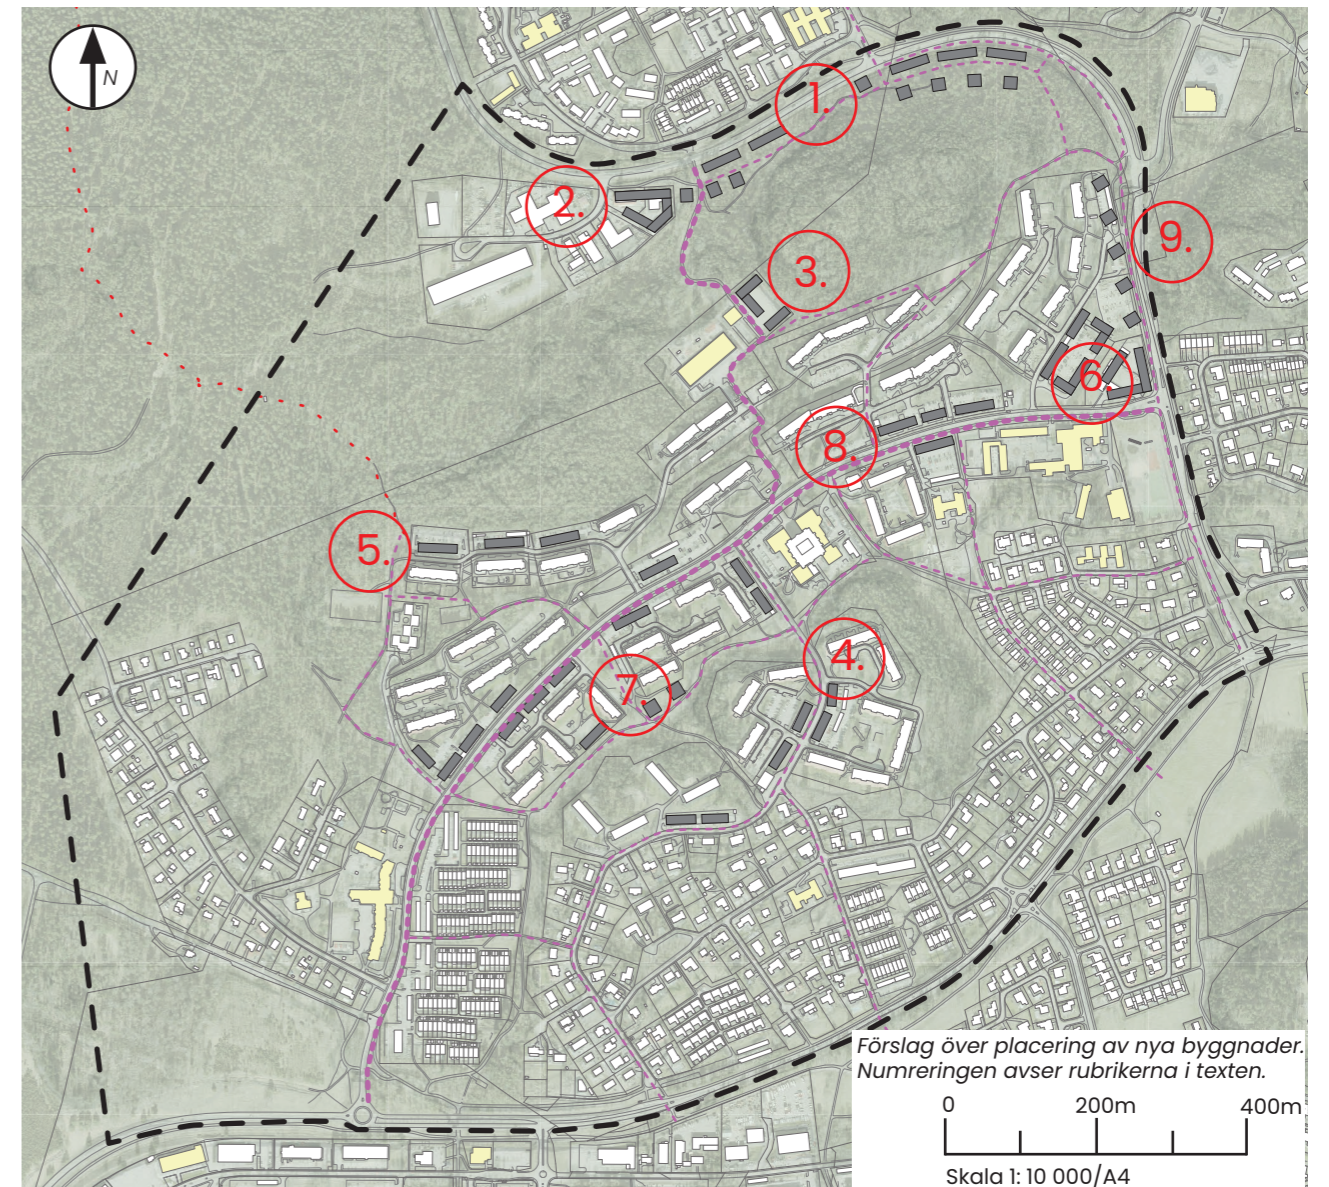 N
1.
2.
9.
3.
6.
8.
5.
4.
7.
Förslag över placering av nya byggnader.
Numreringen avser rubrikerna i texten.
0 200m 400m
Skala 1: 10 000/A4